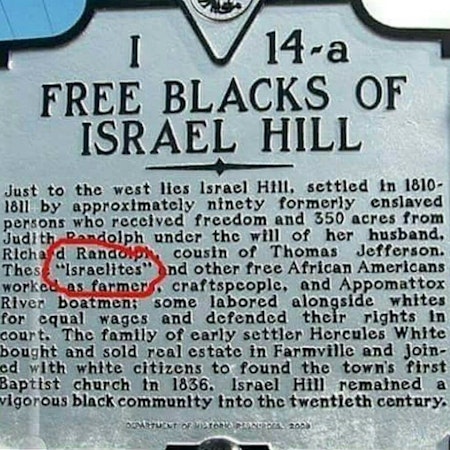 I 14-a
FREE BLACKS OF
ISRAEL HILL
Just to the west lies Israel Hill, settled in 1810-
1811 by approximately ninety formerly enslaved
persons who received freedom and 350 acres from
Judith Randolph under the will of her husband,
Richard Randolph, cousin of Thomas Jefferson.
These "Israelites" and other free African Americans
worked as farmers, craftspeople, and Appomattox
River boatmen; some labored alongside whites
for equal wages and defended their rights in
court. The family of early settler Hercules White
bought and sold real estate in Farmville and join-
ed with white citizens to found the town's first
Baptist church in 1836. Israel Hill remained a
vigorous black community into the twentieth century.
DEPARTMENT OF HISTORIC RESOURCES, 2008